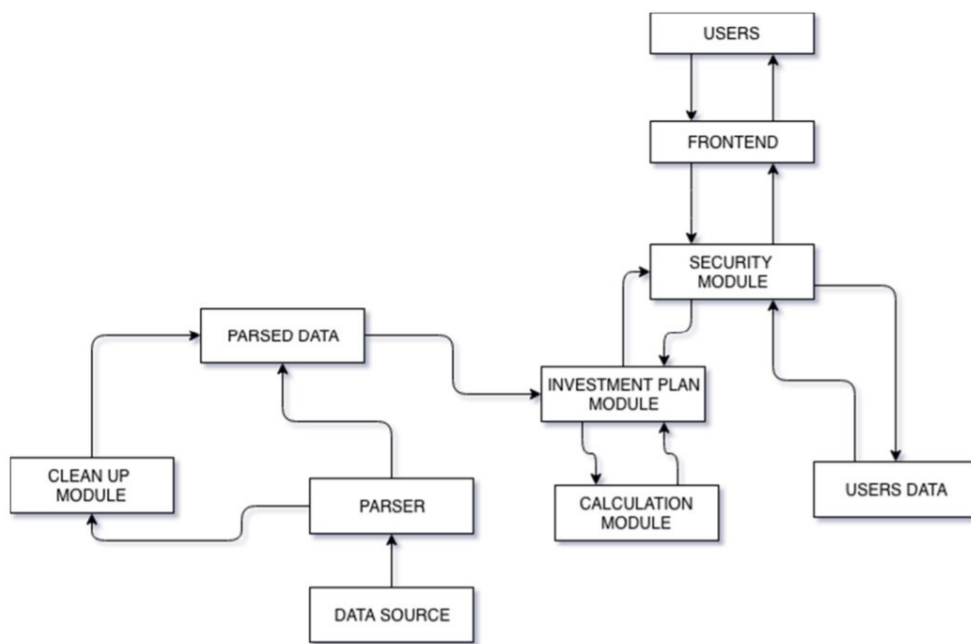 USERS
FRONTEND
SECURITY
MODULE
PARSED DATA
INVESTMENT PLAN
MODULE
CLEAN UP
MODULE
PARSER
CALCULATION
MODULE
USERS DATA
DATA SOURCE